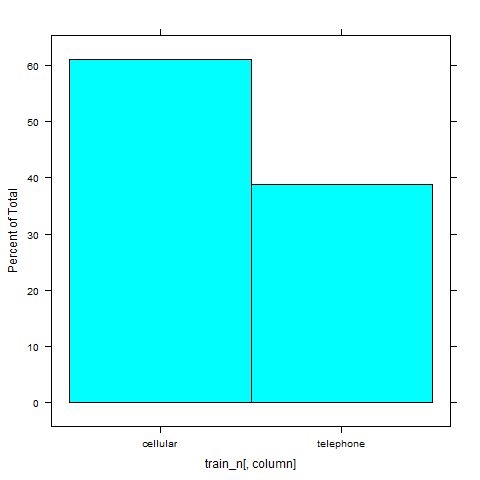 60
50
40
30
20
10
0
Percent of Total
cellular
telephone
train_n[, column]